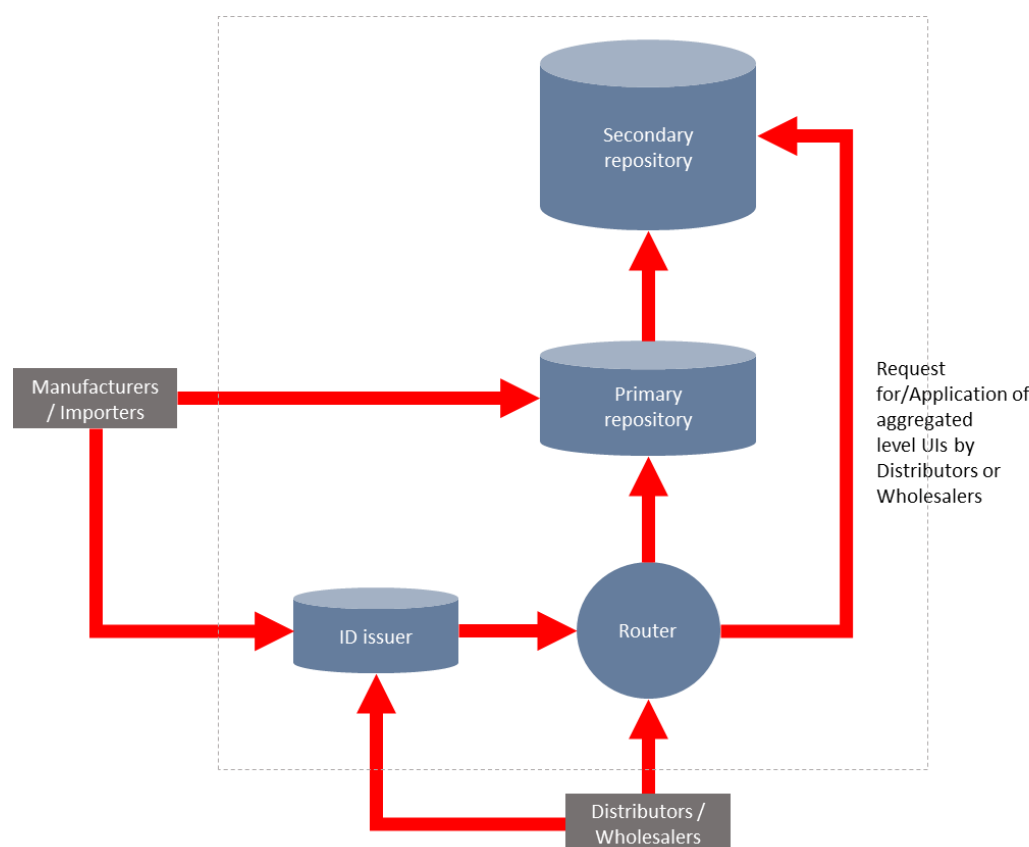 Secondary
repository
Manufacturers
/ Importers
Primary
repository
Request
for/Application of
aggregated
level UIs by
Distributors or
Wholesalers
ID issuer
Router
Distributors /
Wholesalers